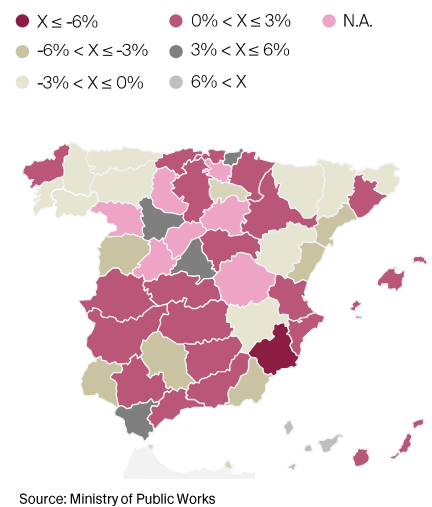 X ≤ -6% 0% < X ≤ 3% N.A.
-6% < X ≤ -3% 3% < X ≤ 6%
-3% < X ≤ 0% 6% < X
Source: Ministry of Public Works